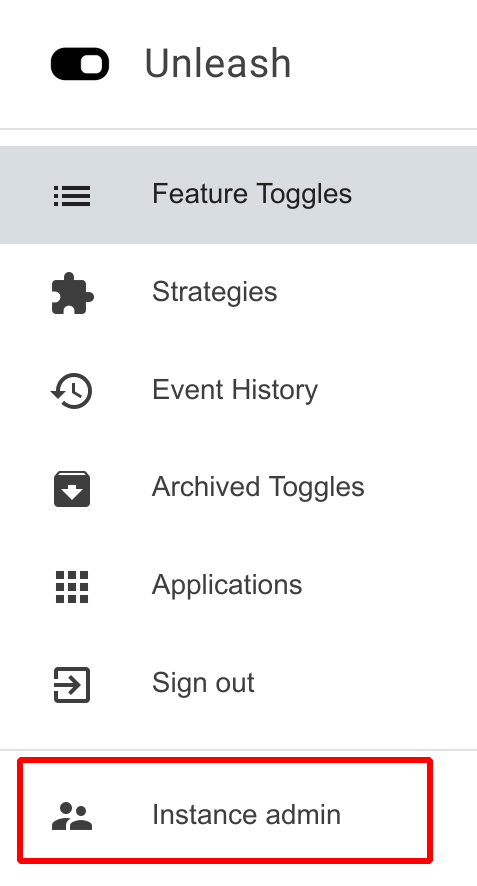 Unleash
Feature Toggles
Strategies
Event History
Archived Toggles
Applications
Sign out
Instance admin